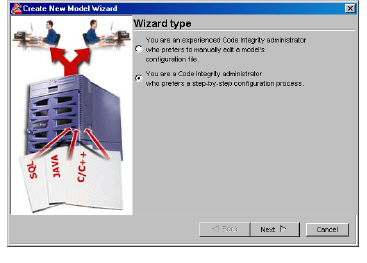 Create New Model Wizard
Wizard type
You are an experienced Code Integrity administrator
who prefers to manually edit a model's
configuration file.
You are a Code Integrity administrator
who prefers a step-by-step configuration process.
SQL
JAVA
C/C++
Back
Next
Cancel